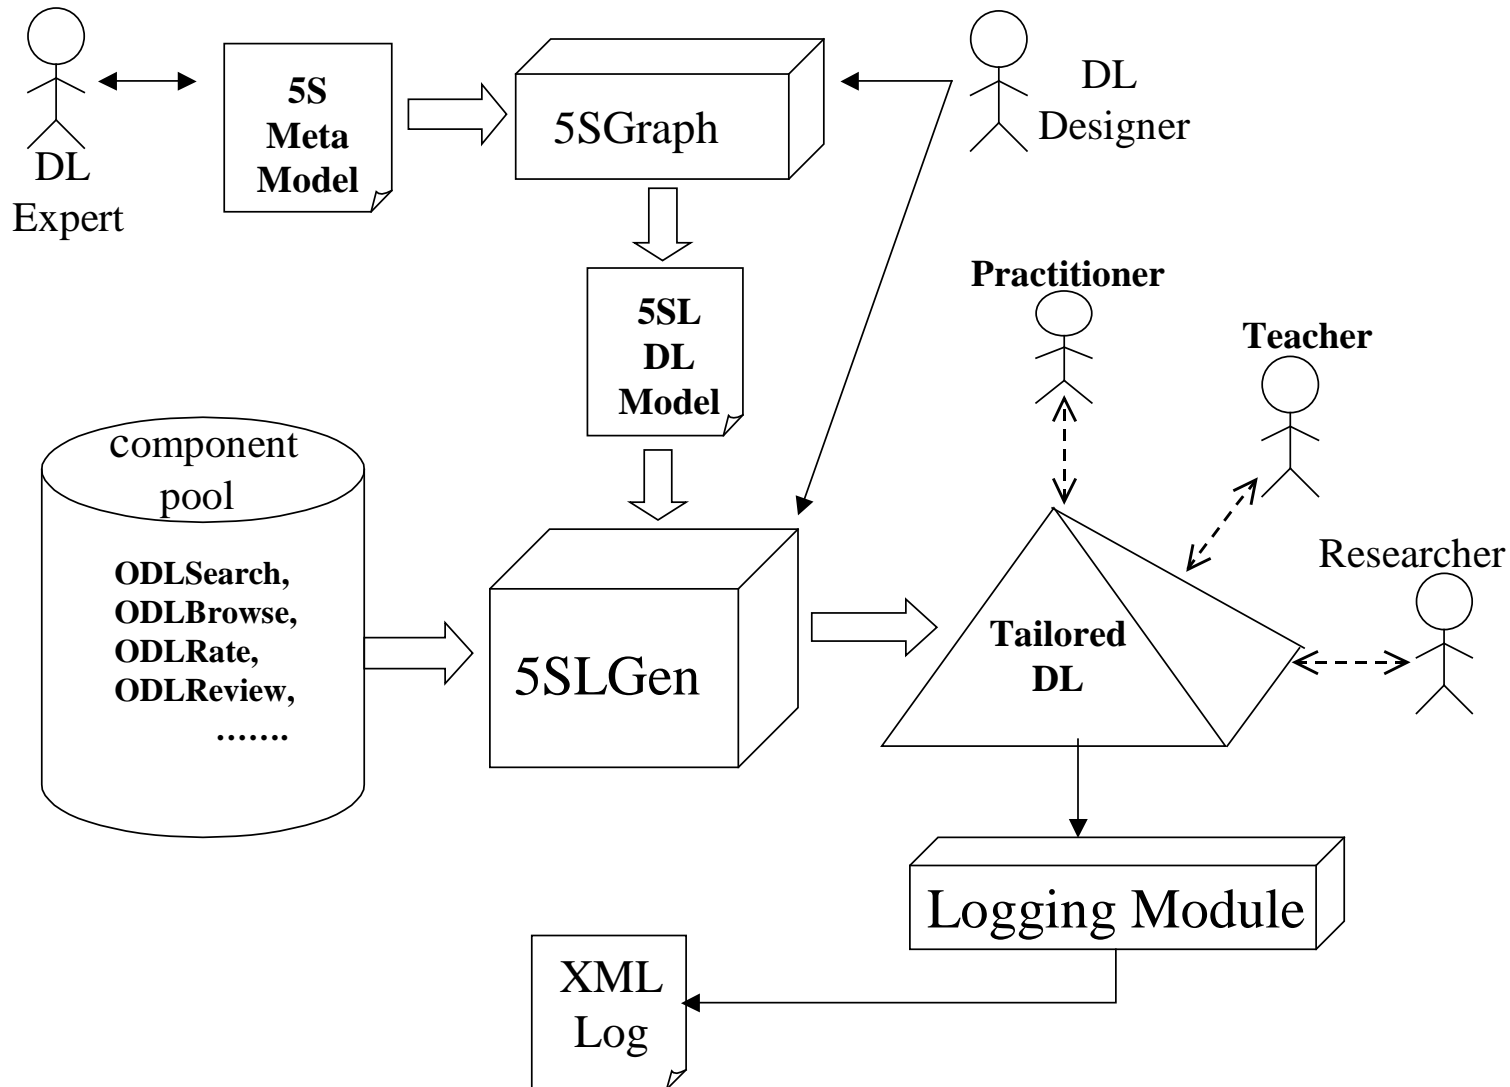 5S
Meta
Model
5SGraph
DL
Designer
DL
Expert
5SL
DL
Model
Practitioner
Teacher
Researcher
component
pool
ODLSearch,
ODLBrowse,
ODLRate,
ODLReview,
.......
5SLGen
Tailored
DL
Logging Module
XML
Log